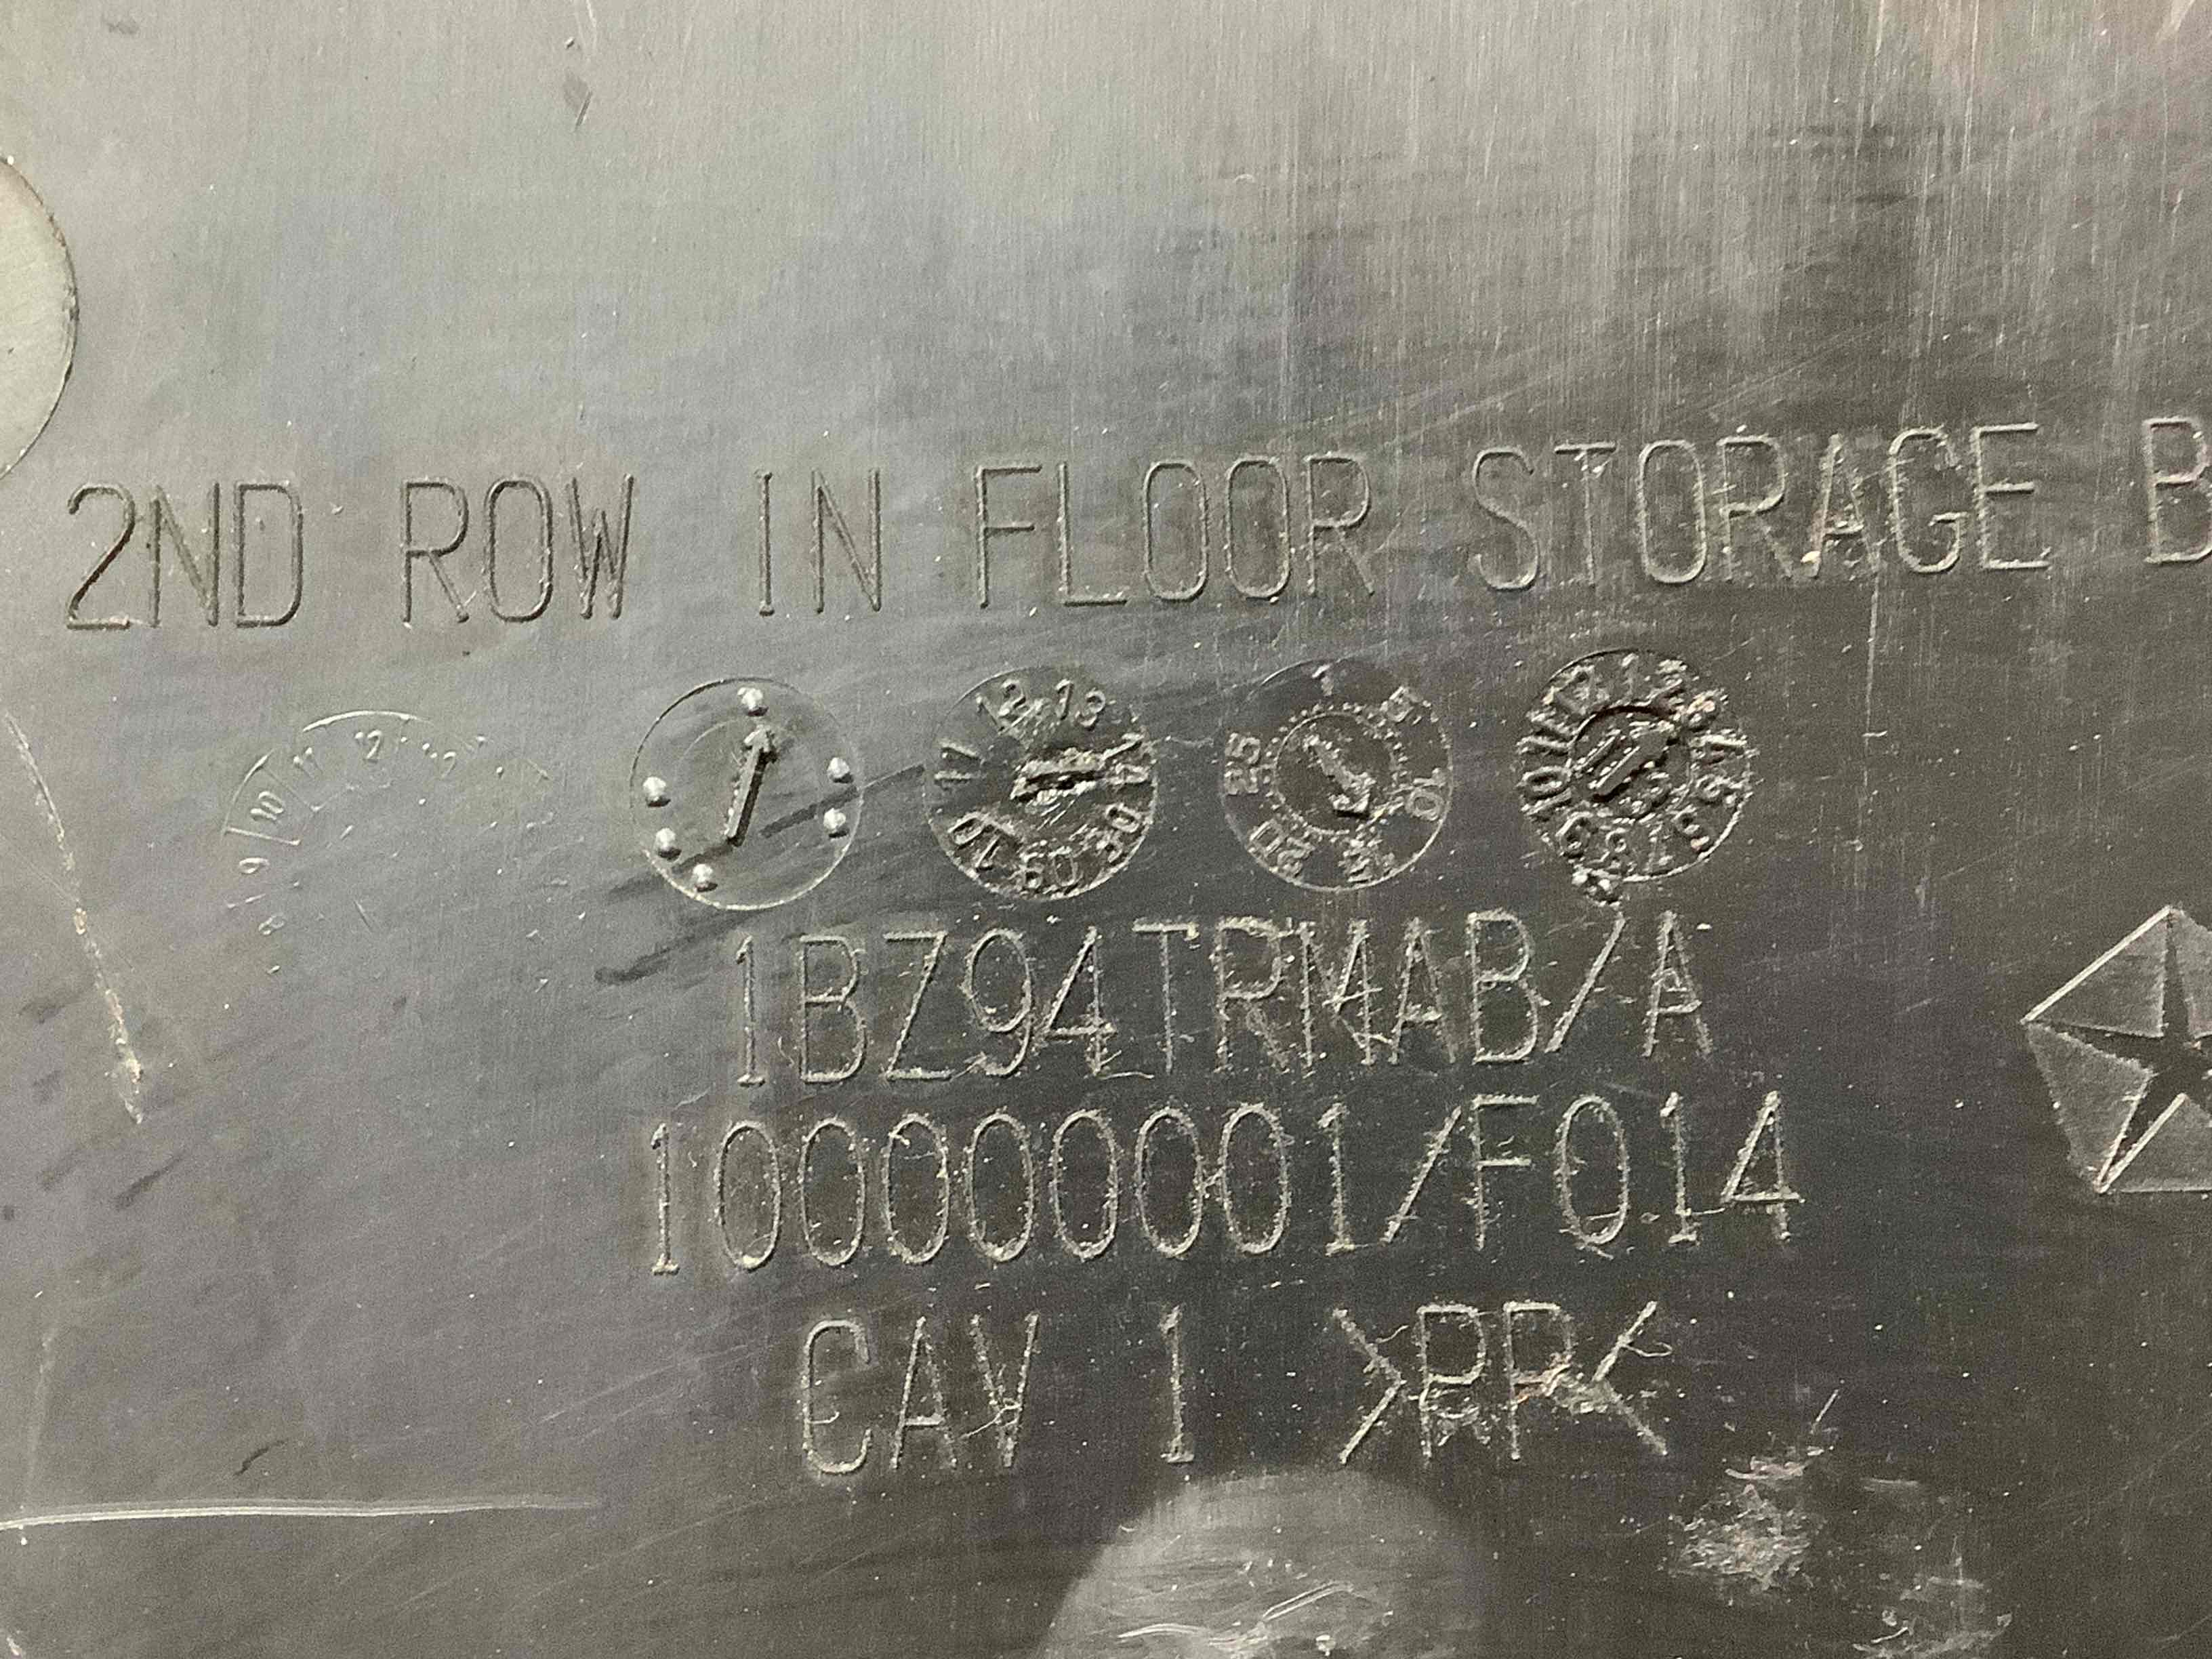 2ND ROW IN FLOOR STORAGE B
1BZ94TRMAB/A
100000001/F014
CAV 1 >PP<